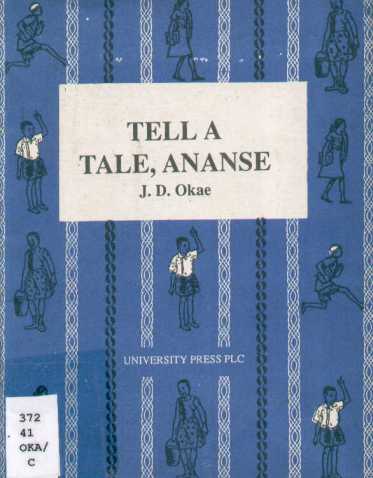 TELL A
TALE, ANANSE
J. D. Okae
UNIVERSITY PRESS PLC
372
41
OKA/
C